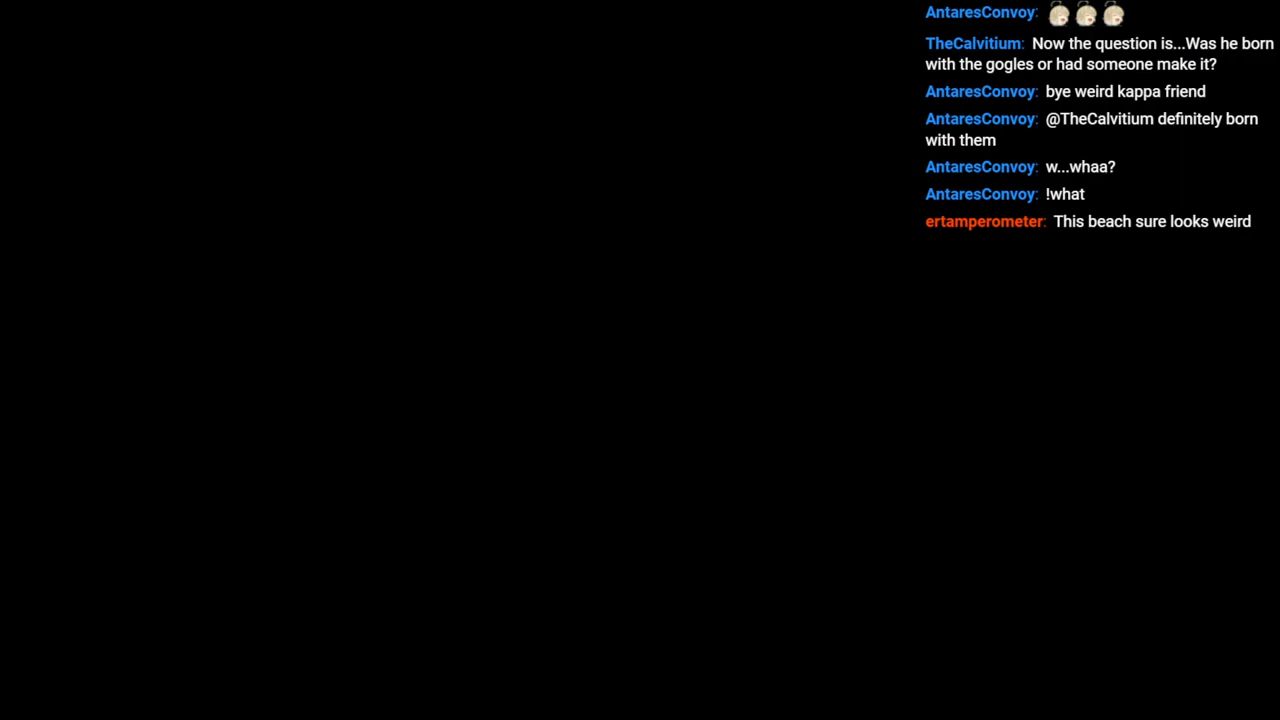 AntaresConvoy:
TheCalvitium: Now the question is...Was he born
with the gogles or had someone make it?
AntaresConvoy: bye weird kappa friend
AntaresConvoy: @TheCalvitium definitely born
with them
AntaresConvoy: w...whaa?
AntaresConvoy: !what
ertamperometer: This beach sure looks weird